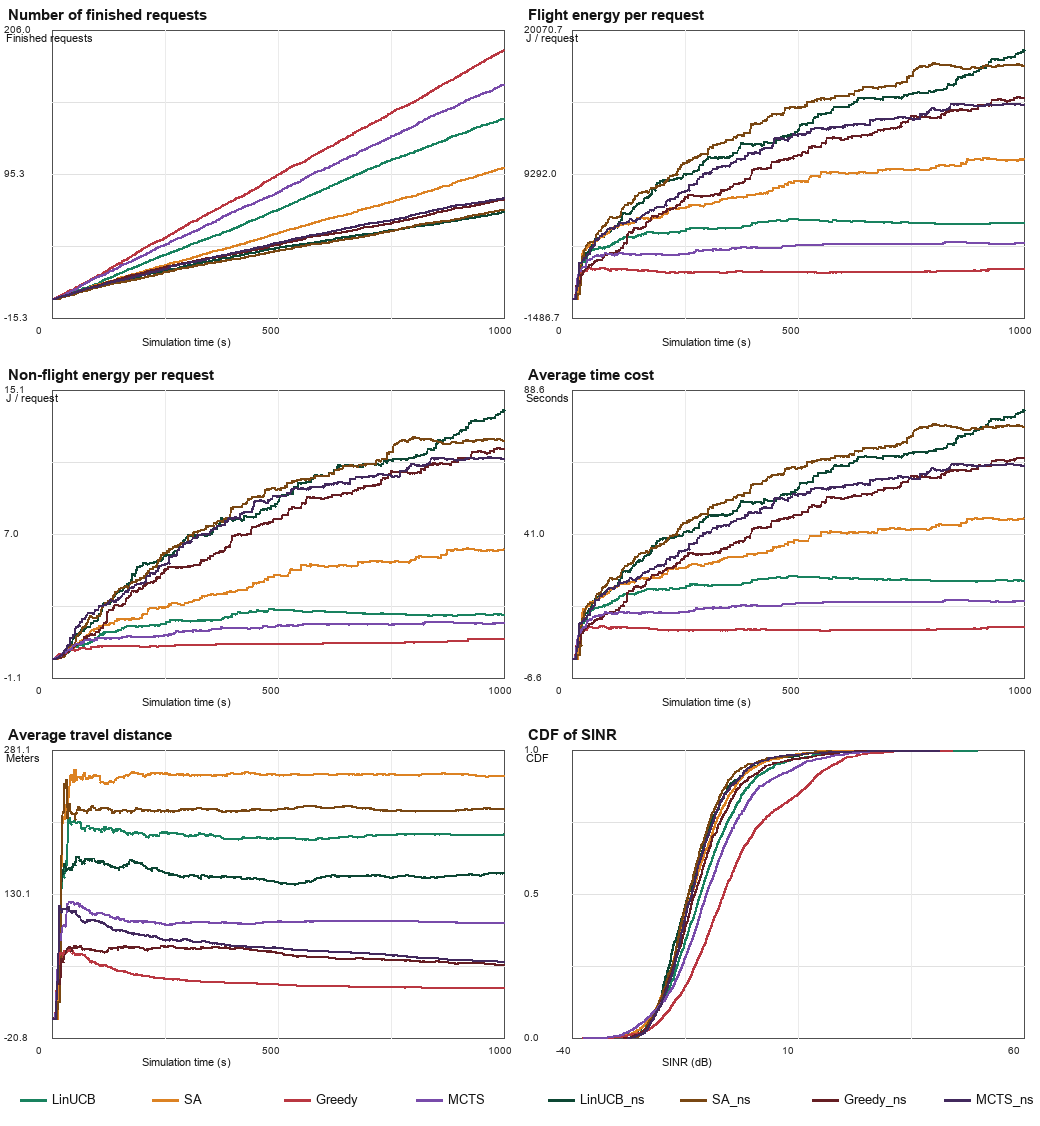 Number of finished requests
206.0
Finished requests
95.3
-15.3
0
500
1000
Simulation time (s)
Flight energy per request
20070.7
J / request
9292.0
-1486.7
0
500
1000
Simulation time (s)
Non-flight energy per request
15.1
J / request
7.0
-1.1
0
500
1000
Simulation time (s)
Average time cost
88.6
Seconds
41.0
-6.6
0
500
1000
Simulation time (s)
Average travel distance
281.1
Meters
130.1
-20.8
0
500
1000
Simulation time (s)
CDF of SINR
1.0
CDF
0.5
0.0
-40
10
60
SINR (dB)
LinUCB
SA
Greedy
MCTS
LinUCB_ns
SA_ns
Greedy_ns
MCTS_ns